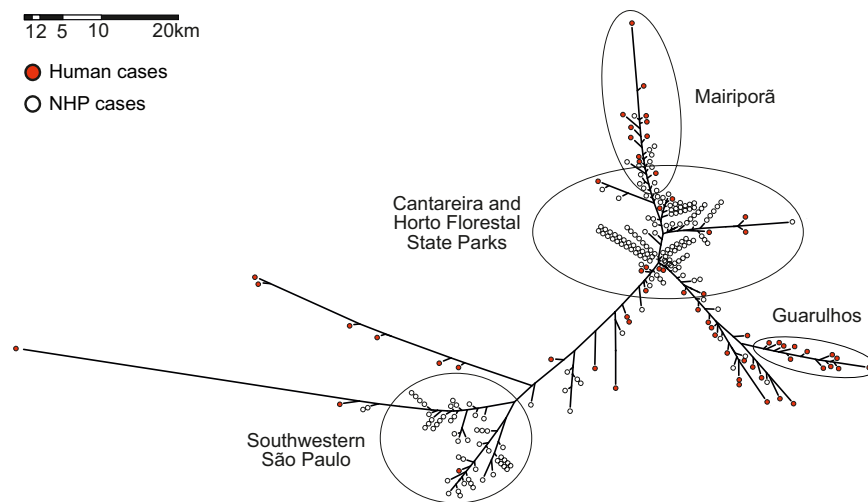 12 5 10 20km
Human cases
NHP cases
Mairiporã
Cantareira and
Horto Florestal
State Parks
Guarulhos
Southwestern
São Paulo